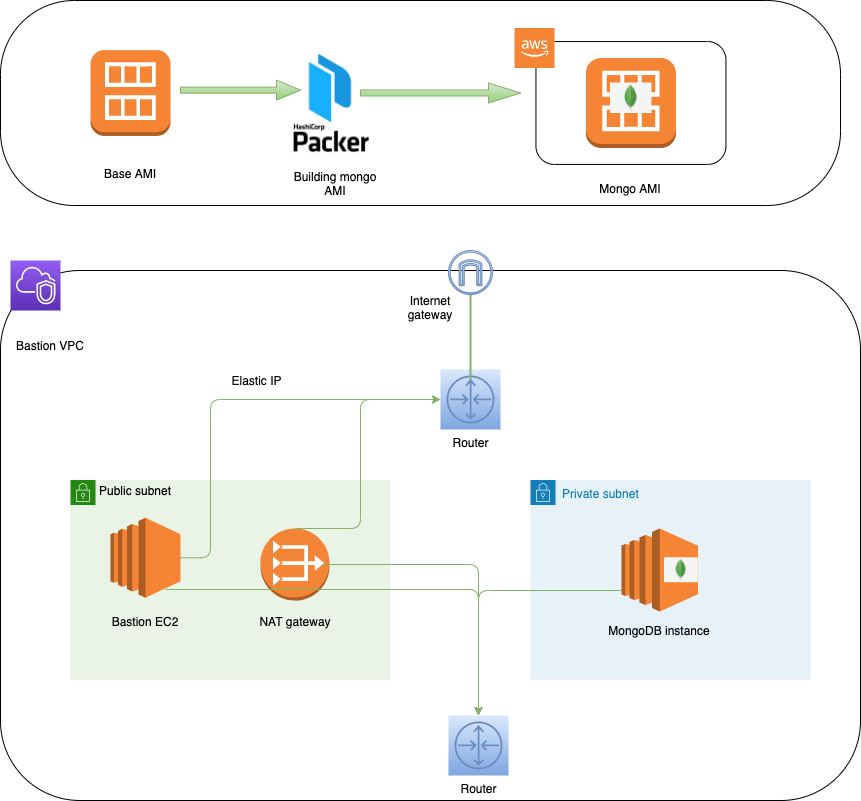 aws
HashiCorp
Packer
Base AMI
Building mongo
AMI
Mongo AMI
Internet
gateway
Bastion VPC
Elastic IP
Router
Public subnet
Private subnet
Bastion EC2
NAT gateway
MongoDB instance
Router